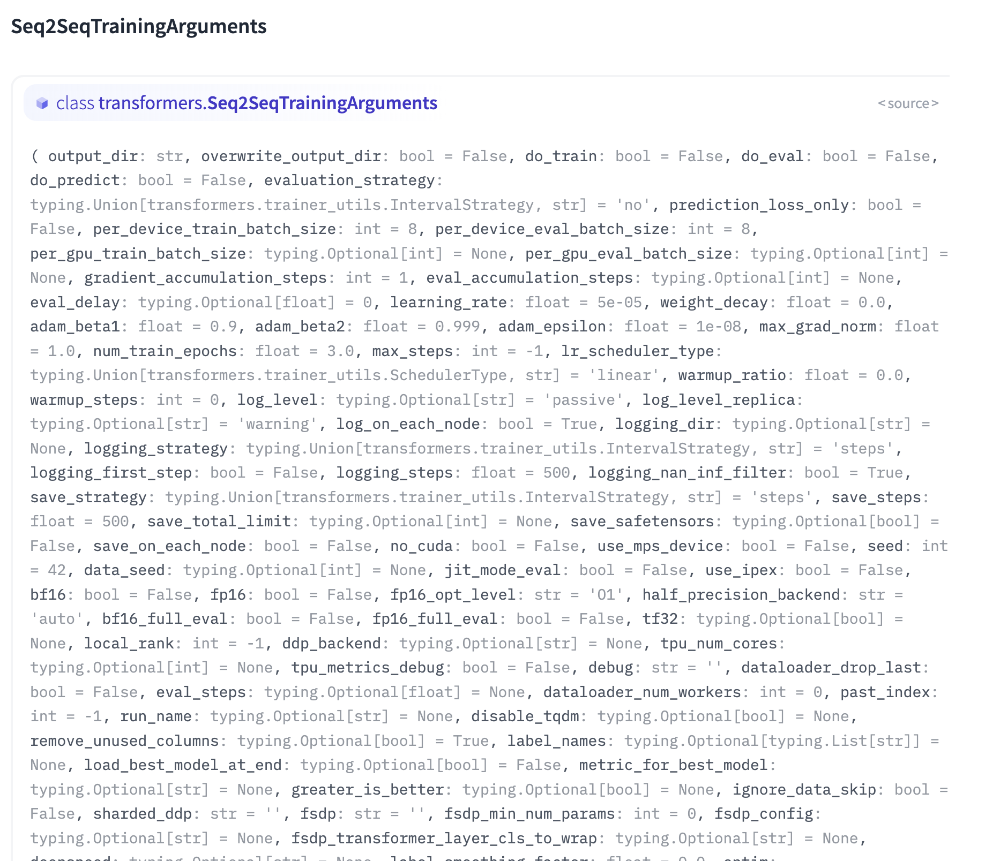 Seq2SeqTrainingArguments
class transformers.Seq2SeqTrainingArguments
<source>
( output_dir: str, overwrite_output_dir: bool = False, do_train: bool = False, do_eval: bool = False,
do_predict: bool = False, evaluation_strategy:
typing.Union[transformers.trainer_utils.IntervalStrategy, str] = 'no', prediction_loss_only: bool =
False, per_device_train_batch_size: int = 8, per_device_eval_batch_size: int = 8,
per_gpu_train_batch_size: typing.Optional[int] = None, per_gpu_eval_batch_size: typing.Optional[int] =
None, gradient_accumulation_steps: int = 1, eval_accumulation_steps: typing.Optional[int] = None,
eval_delay: typing.Optional[float] = 0, learning_rate: float = 5e-05, weight_decay: float = 0.0,
adam_beta1: float = 0.9, adam_beta2: float = 0.999, adam_epsilon: float = 1e-08, max_grad_norm: float
= 1.0, num_train_epochs: float = 3.0, max_steps: int = -1, lr_scheduler_type:
typing.Union[transformers.trainer_utils.SchedulerType, str] = 'linear', warmup_ratio: float = 0.0,
warmup_steps: int = 0, log_level: typing.Optional[str] = 'passive', log_level_replica:
typing.Optional[str] = 'warning', log_on_each_node: bool = True, logging_dir: typing.Optional[str] =
None, logging_strategy: typing.Union[transformers.trainer_utils.IntervalStrategy, str] = 'steps',
logging_first_step: bool = False, logging_steps: float = 500, logging_nan_inf_filter: bool = True,
save_strategy: typing.Union[transformers.trainer_utils.IntervalStrategy, str] = 'steps', save_steps:
float = 500, save_total_limit: typing.Optional[int] = None, save_safetensors: typing.Optional[bool] =
False, save_on_each_node: bool = False, no_cuda: bool = False, use_mps_device: bool = False, seed: int
= 42, data_seed: typing.Optional[int] = None, jit_mode_eval: bool = False, use_ipex: bool = False,
bf16: bool = False, fp16: bool = False, fp16_opt_level: str = 'O1', half_precision_backend: str =
'auto', bf16_full_eval: bool = False, fp16_full_eval: bool = False, tf32: typing.Optional[bool] =
None, local_rank: int = -1, ddp_backend: typing.Optional[str] = None, tpu_num_cores:
typing.Optional[int] = None, tpu_metrics_debug: bool = False, debug: str = '', dataloader_drop_last:
bool = False, eval_steps: typing.Optional[float] = None, dataloader_num_workers: int = 0, past_index:
int = -1, run_name: typing.Optional[str] = None, disable_tqdm: typing.Optional[bool] = None,
remove_unused_columns: typing.Optional[bool] = True, label_names: typing.Optional[typing.List[str]] =
None, load_best_model_at_end: typing.Optional[bool] = False, metric_for_best_model:
typing.Optional[str] = None, greater_is_better: typing.Optional[bool] = None, ignore_data_skip: bool =
False, sharded_ddp: str = '', fsdp: str = '', fsdp_min_num_params: int = 0, fsdp_config:
typing.Optional[str] = None, fsdp_transformer_layer_cls_to_wrap: typing.Optional[str] = None,